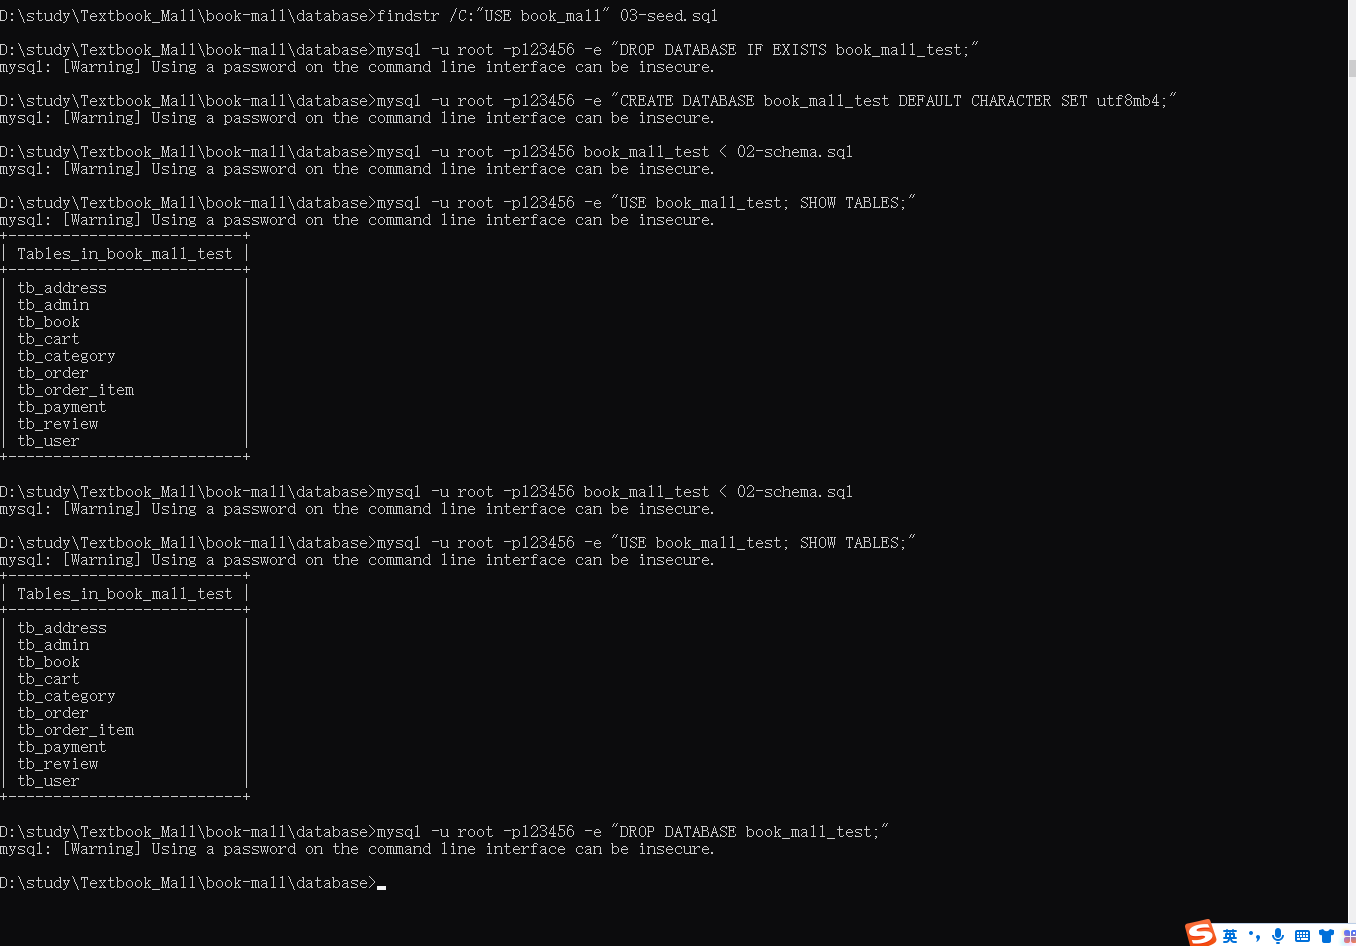 D:\study\Textbook_Mall\book-mall\database>findstr /C:"USE book_mall" 03-seed.sql
D:\study\Textbook_Mall\book-mall\database>mysql -u root -p123456 -e "DROP DATABASE IF EXISTS book_mall_test;"
mysql: [Warning] Using a password on the command line interface can be insecure.
D:\study\Textbook_Mall\book-mall\database>mysql -u root -p123456 -e "CREATE DATABASE book_mall_test DEFAULT CHARACTER SET utf8mb4;"
mysql: [Warning] Using a password on the command line interface can be insecure.
D:\study\Textbook_Mall\book-mall\database>mysql -u root -p123456 book_mall_test < 02-schema.sql
mysql: [Warning] Using a password on the command line interface can be insecure.
D:\study\Textbook_Mall\book-mall\database>mysql -u root -p123456 -e "USE book_mall_test; SHOW TABLES;"
mysql: [Warning] Using a password on the command line interface can be insecure.
+--------------------------+
| Tables_in_book_mall_test |
+--------------------------+
| tb_address               |
| tb_admin                 |
| tb_book                  |
| tb_cart                  |
| tb_category              |
| tb_order                 |
| tb_order_item            |
| tb_payment               |
| tb_review                |
| tb_user                  |
+--------------------------+
D:\study\Textbook_Mall\book-mall\database>mysql -u root -p123456 book_mall_test < 02-schema.sql
mysql: [Warning] Using a password on the command line interface can be insecure.
D:\study\Textbook_Mall\book-mall\database>mysql -u root -p123456 -e "USE book_mall_test; SHOW TABLES;"
mysql: [Warning] Using a password on the command line interface can be insecure.
+--------------------------+
| Tables_in_book_mall_test |
+--------------------------+
| tb_address               |
| tb_admin                 |
| tb_book                  |
| tb_cart                  |
| tb_category              |
| tb_order                 |
| tb_order_item            |
| tb_payment               |
| tb_review                |
| tb_user                  |
+--------------------------+
D:\study\Textbook_Mall\book-mall\database>mysql -u root -p123456 -e "DROP DATABASE book_mall_test;"
mysql: [Warning] Using a password on the command line interface can be insecure.
D:\study\Textbook_Mall\book-mall\database>
S 英